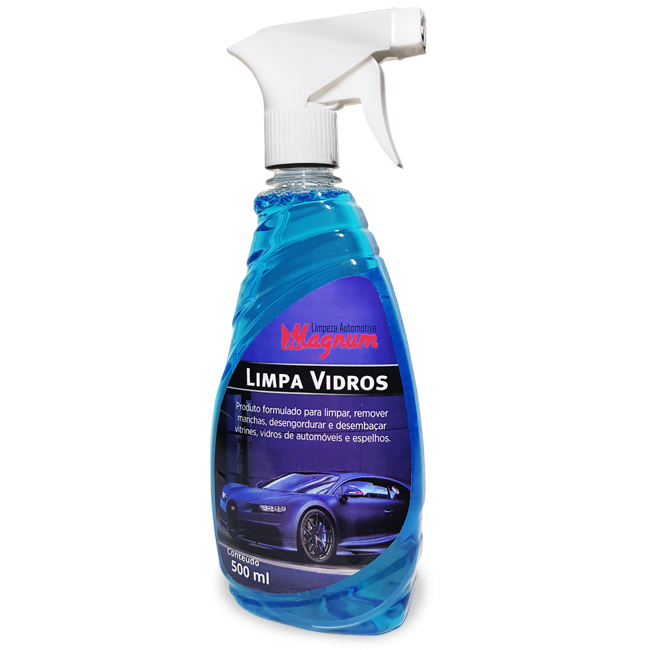 Limpeza Automotiva
Magnum
LIMPA VIDROS
Produto formulado para limpar, remover
manchas, desengordurar e desembaçar
vitrines, vidros de automóveis e espelhos.
Conteúdo
500 ml